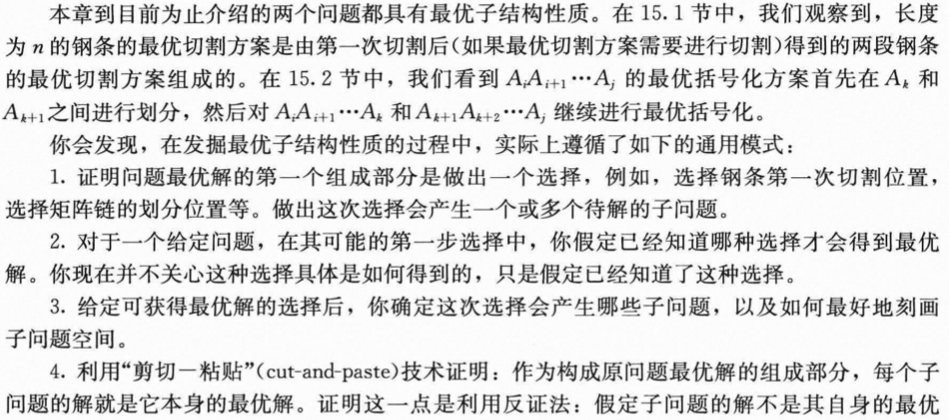 本章到目前为止介绍的两个问题都具有最优子结构性质。在 15.1 节中，我们观察到，长度
为 n 的钢条的最优切割方案是由第一次切割后(如果最优切割方案需要进行切割)得到的两段钢条
的最优切割方案组成的。在 15.2 节中，我们看到 AᵢAᵢ₊₁⋯Aⱼ 的最优括号化方案首先在 Aₖ 和
Aₖ₊₁之间进行划分，然后对 AᵢAᵢ₊₁⋯Aₖ 和 Aₖ₊₁Aₖ₊₂⋯Aⱼ 继续进行最优括号化。
你会发现，在发掘最优子结构性质的过程中，实际上遵循了如下的通用模式：
1. 证明问题最优解的第一个组成部分是做出一个选择，例如，选择钢条第一次切割位置，
选择矩阵链的划分位置等。做出这次选择会产生一个或多个待解的子问题。
2. 对于一个给定问题，在其可能的第一步选择中，你假定已经知道哪种选择才会得到最优
解。你现在并不关心这种选择具体是如何得到的，只是假定已经知道了这种选择。
3. 给定可获得最优解的选择后，你确定这次选择会产生哪些子问题，以及如何最好地刻画
子问题空间。
4. 利用“剪切－粘贴”(cut-and-paste)技术证明：作为构成原问题最优解的组成部分，每个子
问题的解就是它本身的最优解。证明这一点是利用反证法：假定子问题的解不是其自身的最优